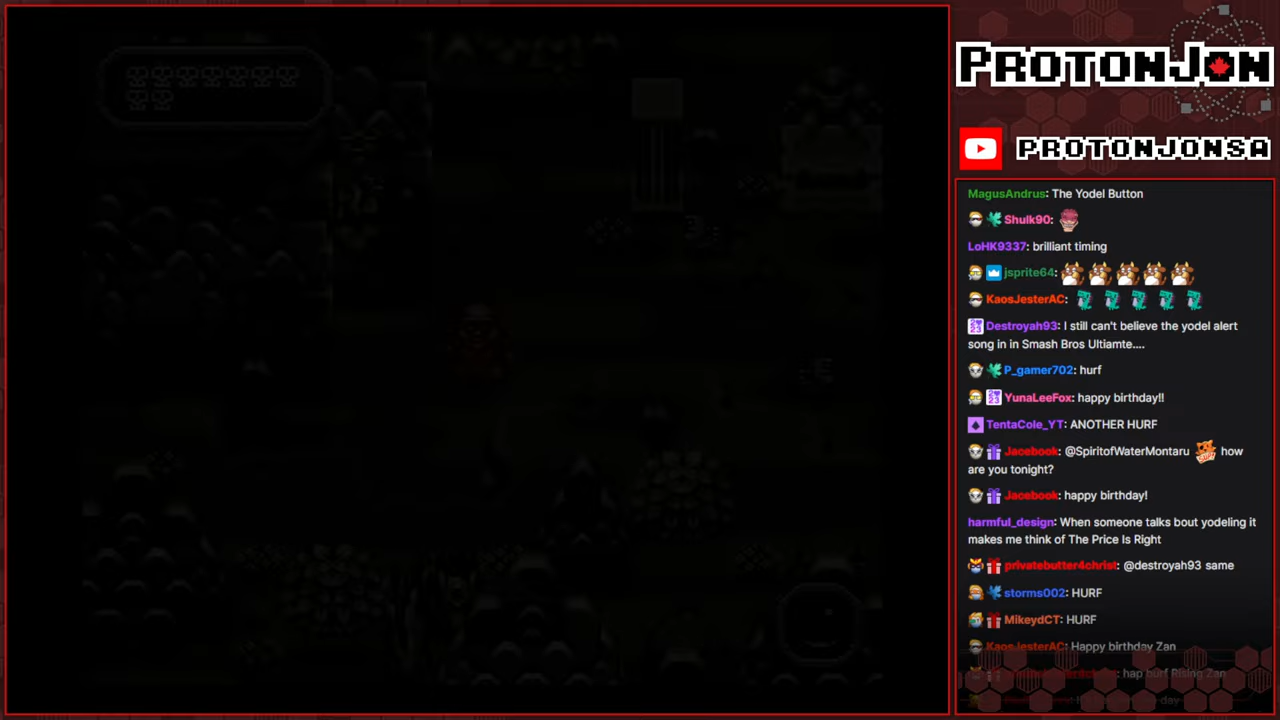 PROTONJON
PROTONJONSA
MagusAndrus: The Yodel Button
Shulk90:
LoHK9337: brilliant timing
jsprite64:
KaosJesterAC:
Destroyah93: I still can't believe the yodel alert
song in in Smash Bros Ultiamte....
P_gamer702: hurf
YunaLeeFox: happy birthday!!
TentaCole_YT: ANOTHER HURF
Jacebook: @SpiritofWaterMontaru how
are you tonight?
Jacebook: happy birthday!
harmful_design: When someone talks bout yodeling it
makes me think of The Price Is Right
privatebutter4christ: @destroyah93 same
storms002: HURF
MikeydCT: HURF
KaosJesterAC: Happy birthday Zan
hap burf Rising Zan